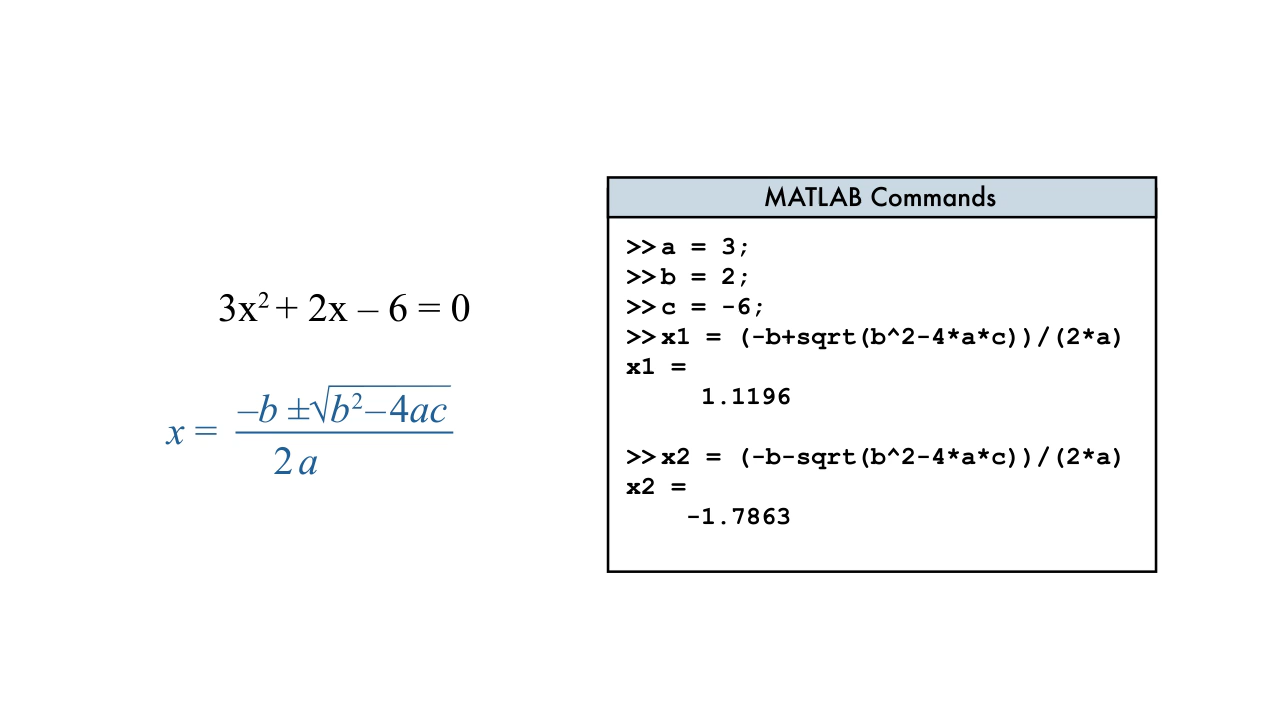 3x² + 2x – 6 = 0
x = –b ±√b²–4ac
2a
MATLAB Commands
>>a = 3;
>>b = 2;
>>c = -6;
>>x1 = (-b+sqrt(b^2-4*a*c))/(2*a)
x1 =
1.1196
>>x2 = (-b-sqrt(b^2-4*a*c))/(2*a)
x2 =
-1.7863